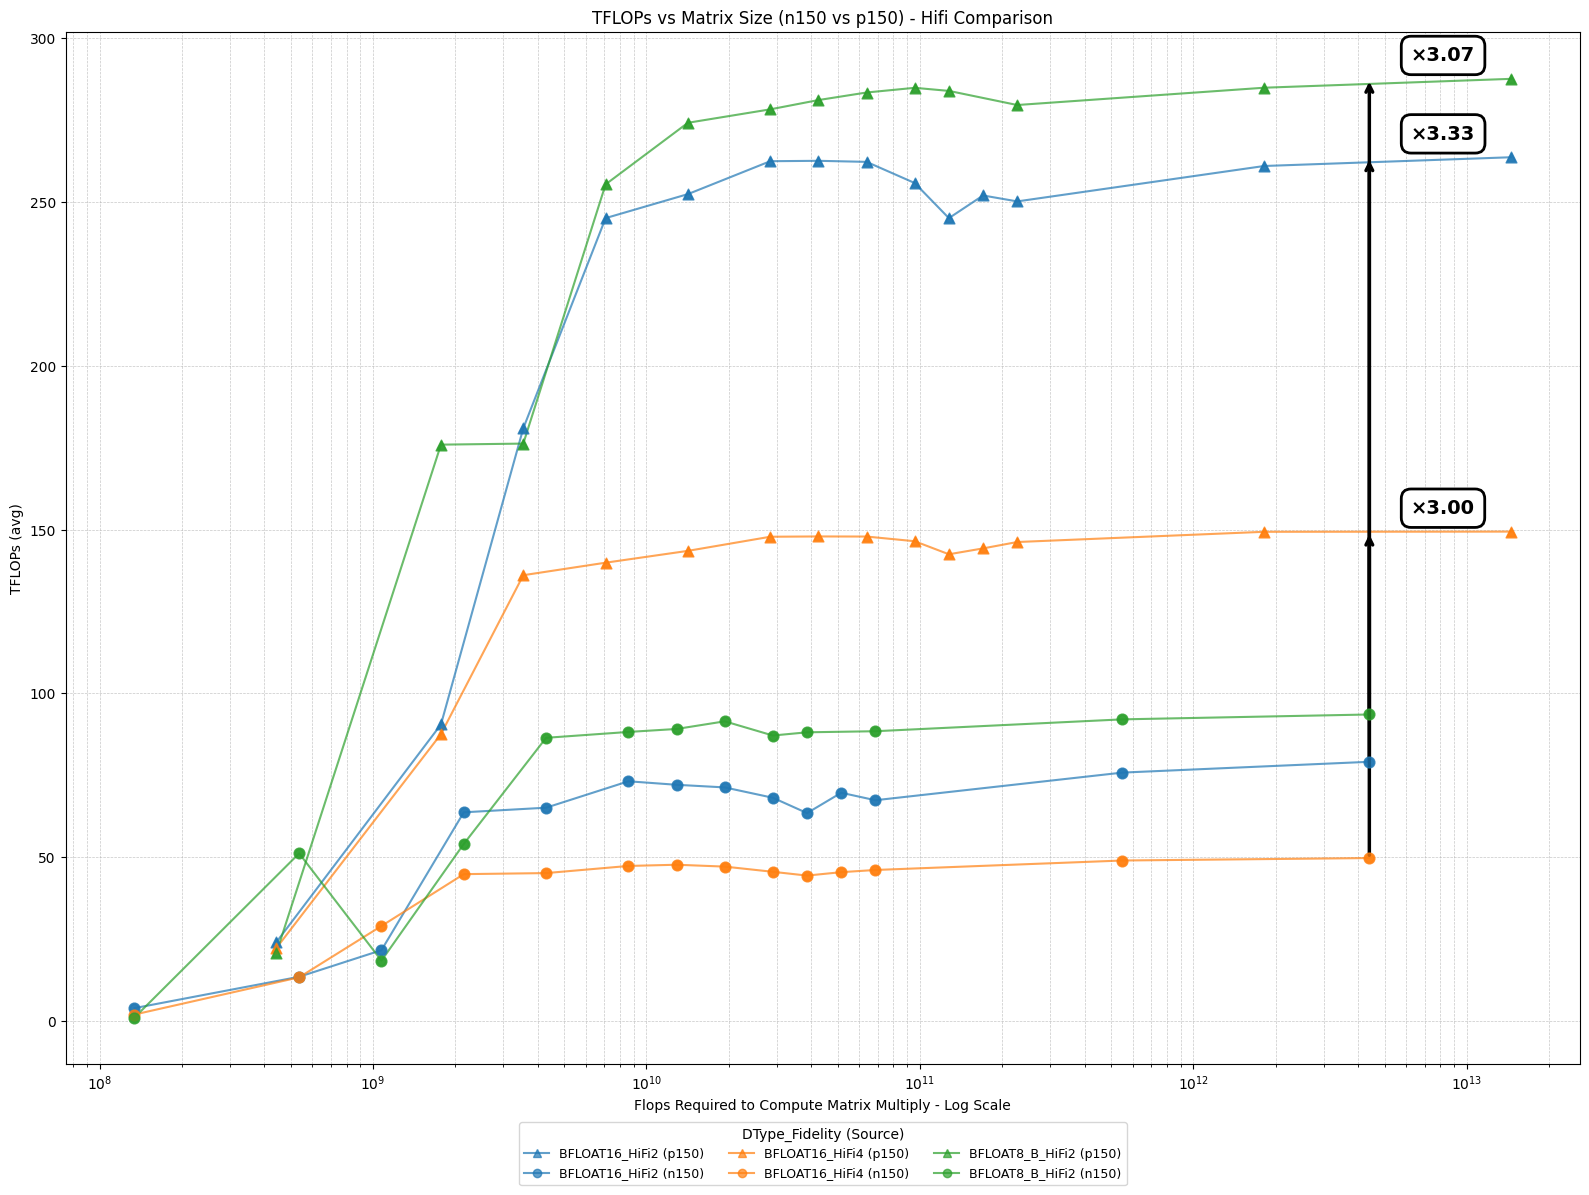 TFLOPs vs Matrix Size (n150 vs p150) - Hifi Comparison
TFLOPs (avg)
300
250
200
150
100
50
0
×3.07
×3.33
×3.00
10⁸
10⁹
10¹⁰
10¹¹
10¹²
10¹³
Flops Required to Compute Matrix Multiply - Log Scale
DType_Fidelity (Source)
BFLOAT16_HiFi2 (p150)
BFLOAT16_HiFi4 (p150)
BFLOAT8_B_HiFi2 (p150)
BFLOAT16_HiFi2 (n150)
BFLOAT16_HiFi4 (n150)
BFLOAT8_B_HiFi2 (n150)